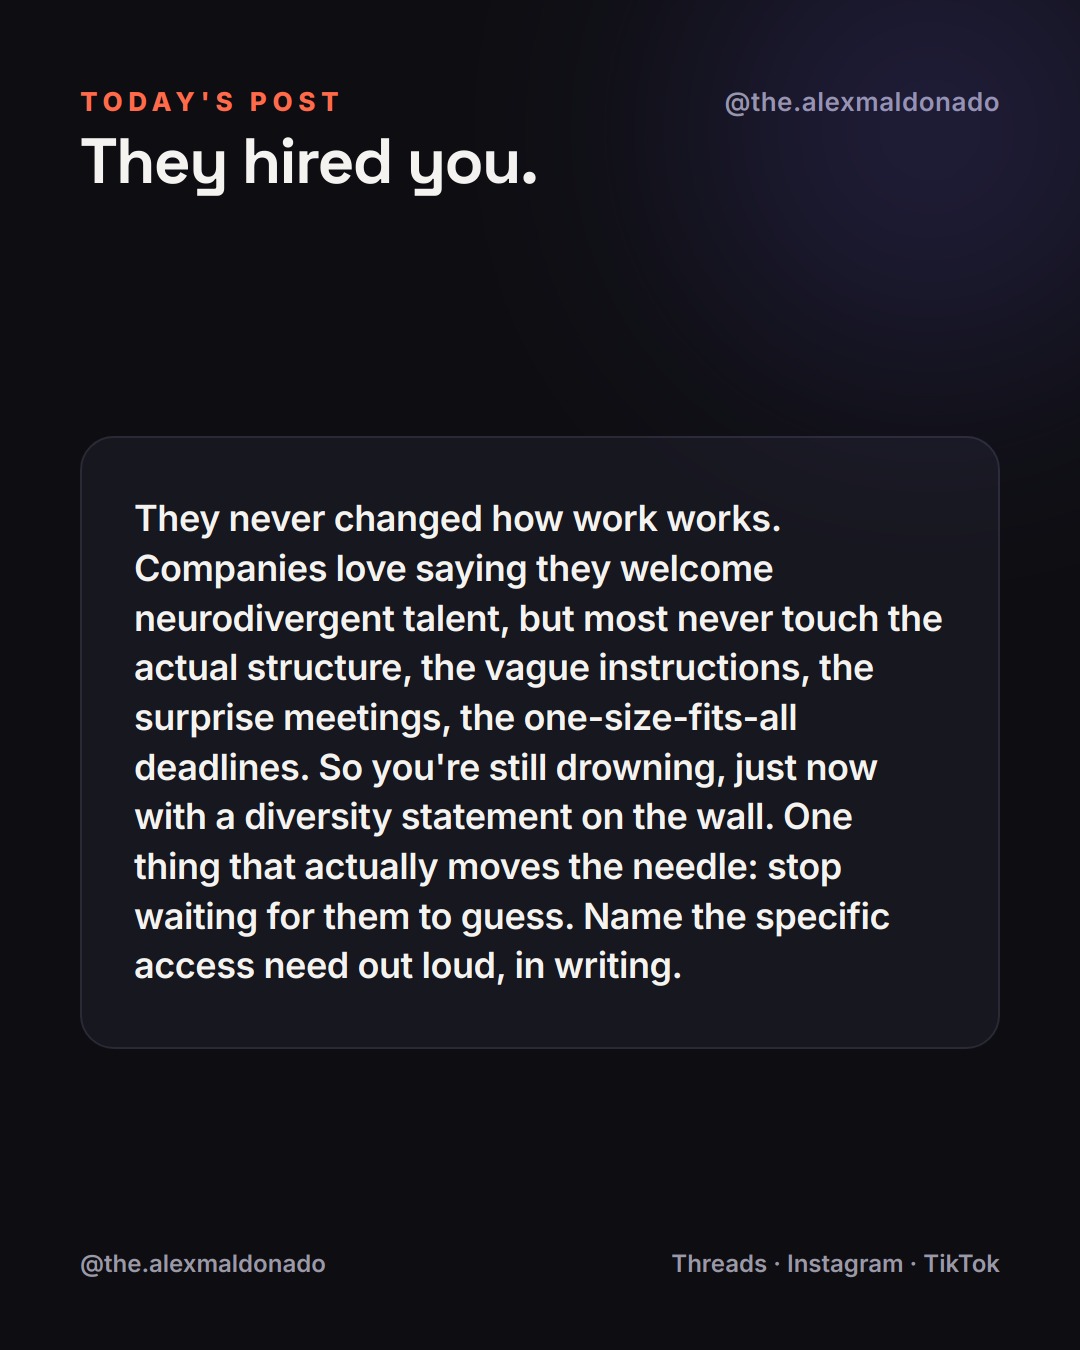 TODAY'S POST
@the.alexmaldonado
They hired you.
They never changed how work works.
Companies love saying they welcome
neurodivergent talent, but most never touch the
actual structure, the vague instructions, the
surprise meetings, the one-size-fits-all
deadlines. So you're still drowning, just now
with a diversity statement on the wall. One
thing that actually moves the needle: stop
waiting for them to guess. Name the specific
access need out loud, in writing.
@the.alexmaldonado
Threads · Instagram · TikTok